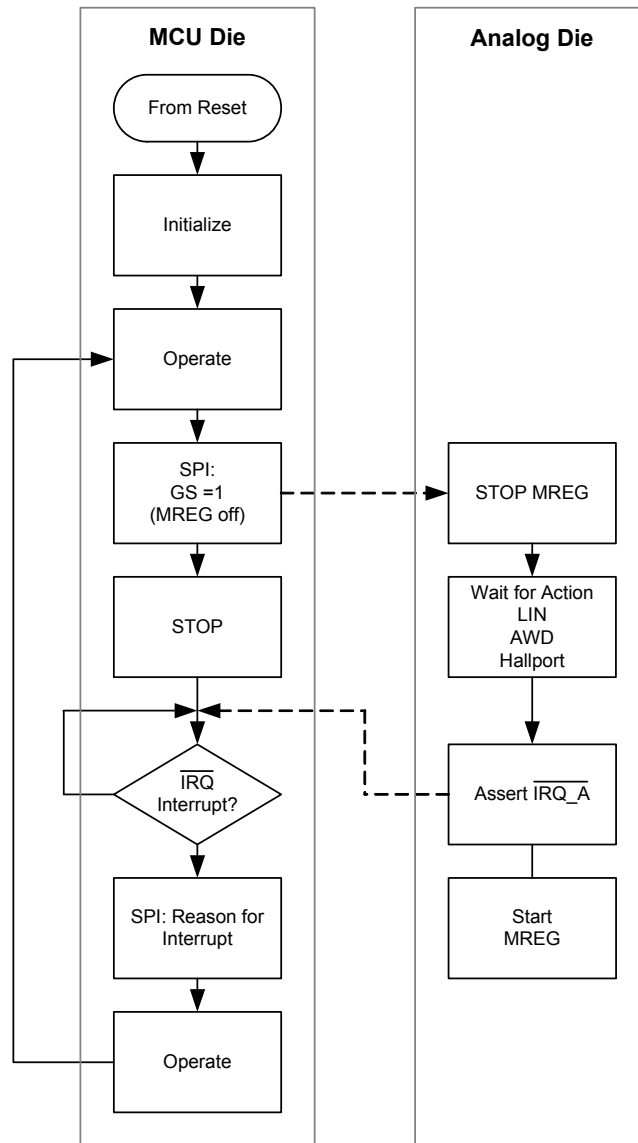 MCU Die
From Reset
Initialize
Operate
SPI:
GS =1
(MREG off)
STOP
IRQ
Interrupt?
SPI: Reason for
Interrupt
Operate
Analog Die
STOP MREG
Wait for Action
LIN
AWD
Hallport
Assert IRQ_A
Start
MREG